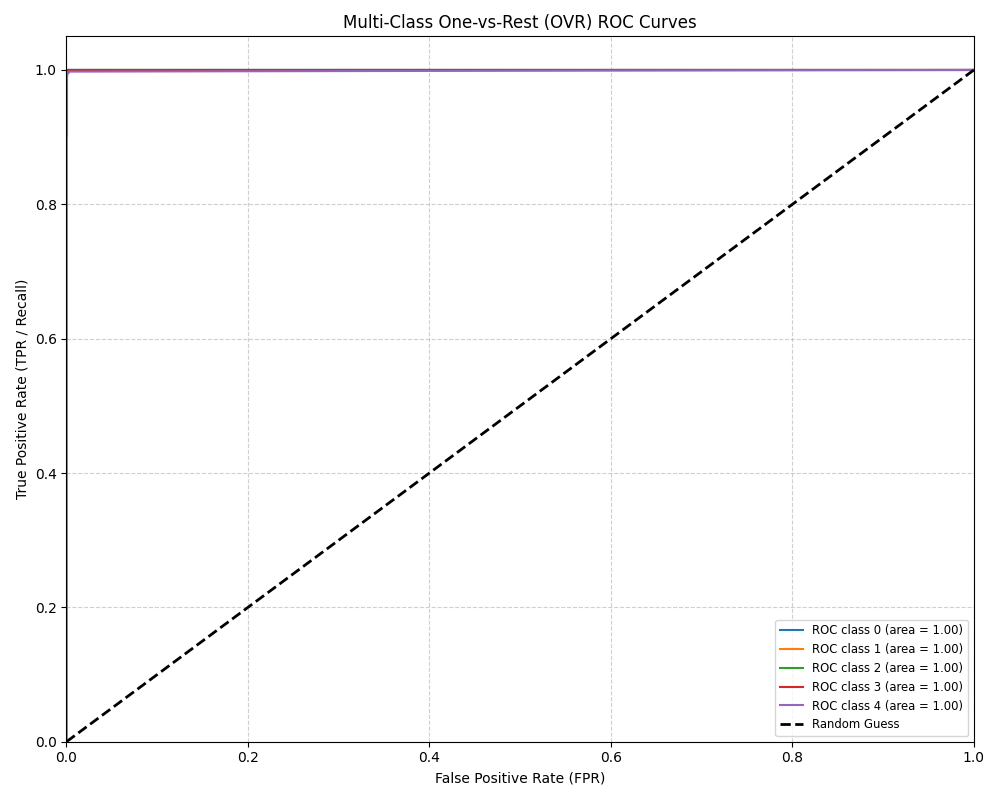 Multi-Class One-vs-Rest (OVR) ROC Curves
True Positive Rate (TPR / Recall)
1.0
0.8
0.6
0.4
0.2
0.0
ROC class 0 (area = 1.00)
ROC class 1 (area = 1.00)
ROC class 2 (area = 1.00)
ROC class 3 (area = 1.00)
ROC class 4 (area = 1.00)
Random Guess
0.0 0.2 0.4 0.6 0.8 1.0
False Positive Rate (FPR)